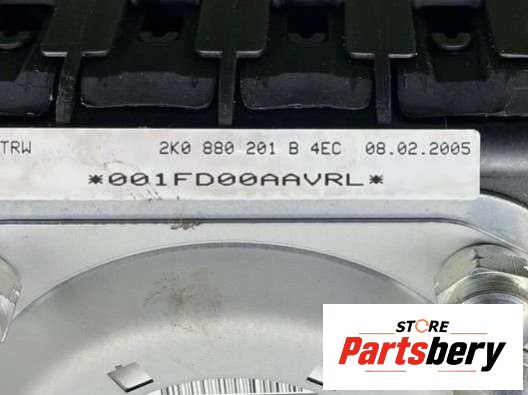 TRW 2K0 880 201 B 4EC 08.02.2005
*001FD00AAVRL*
STORE
Partsbery